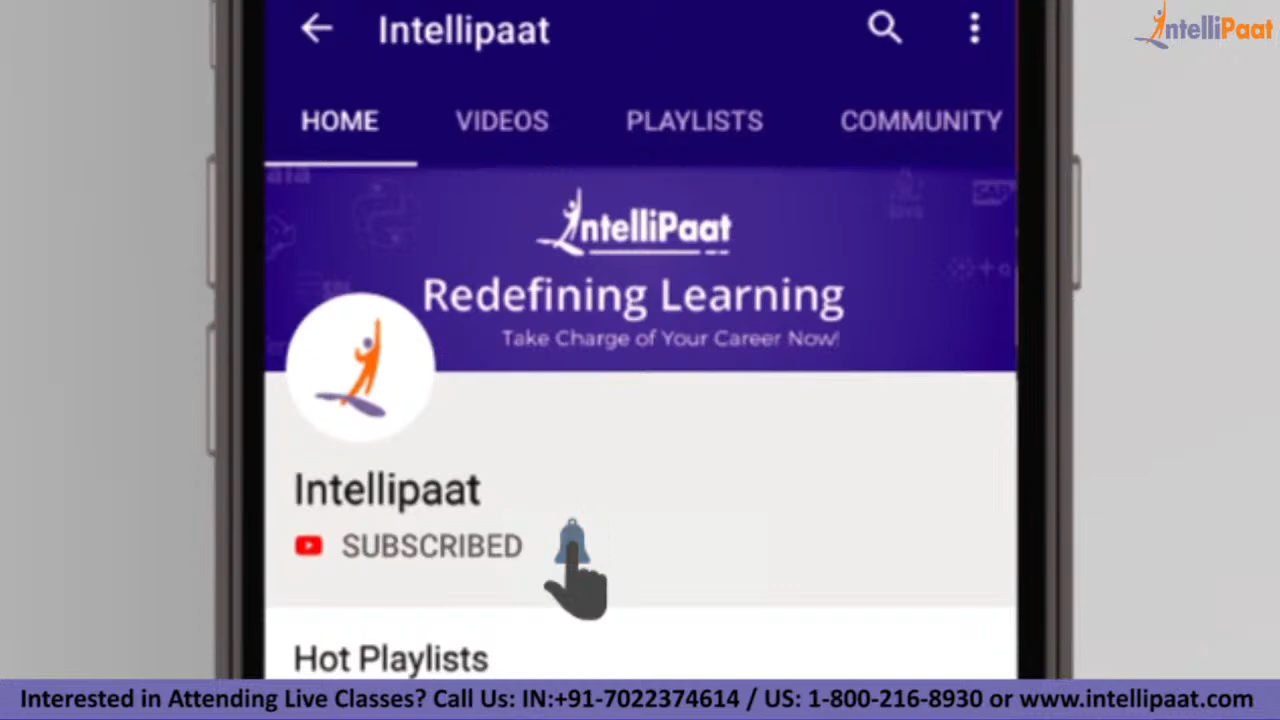 Intellipaat
IntelliPaat
HOME VIDEOS PLAYLISTS COMMUNITY
SAP
IntelliPaat
Redefining Learning
Take Charge of Your Career Now!
Intellipaat
SUBSCRIBED
Hot Playlists
Interested in Attending Live Classes? Call Us: IN:+91-7022374614 / US: 1-800-216-8930 or www.intellipaat.com